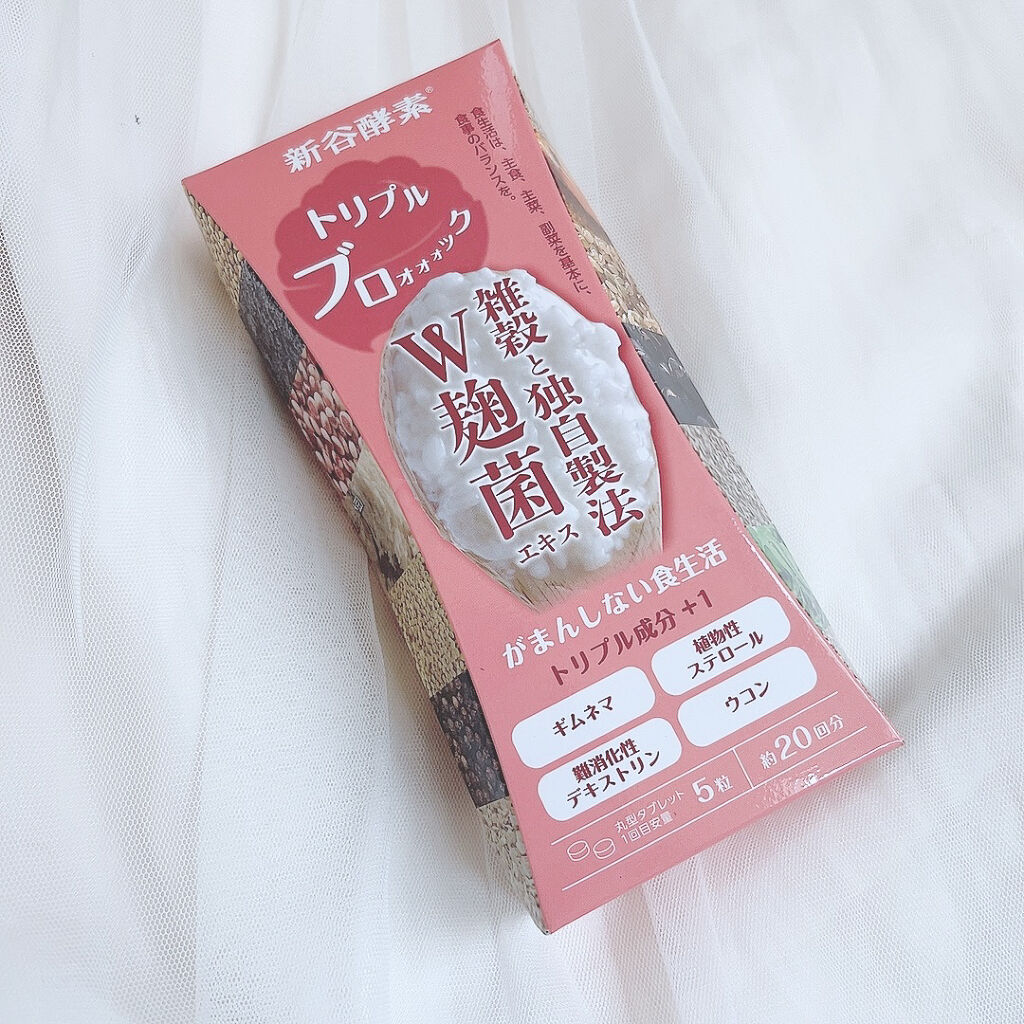 新谷酵素®
食生活は、主食、主菜、副菜を基本に、
食事のバランスを。
トリプル
ブロォォォック
雑穀と独自製法
W麹菌
エキス
がまんしない食生活
トリプル成分+1
ギムネマ
植物性
ステロール
難消化性
デキストリン
ウコン
丸型タブレット
1回目安量
5粒
約20回分